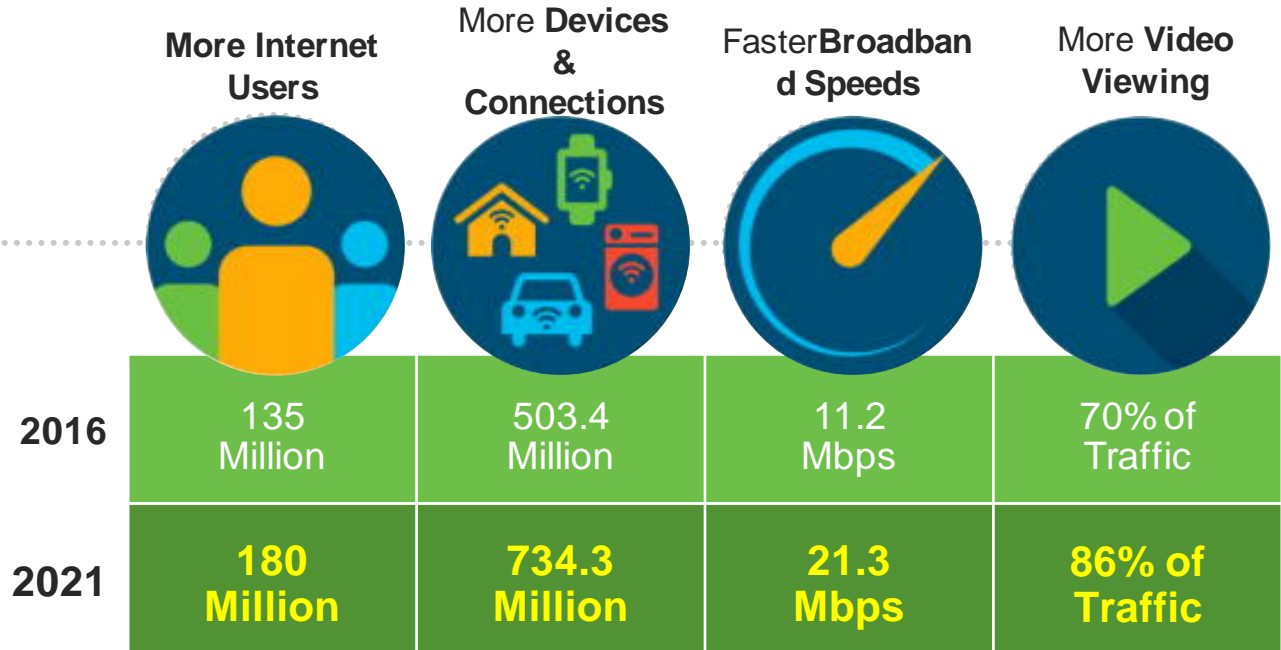 More Internet
Users
More Devices
&
Connections
FasterBroadban
d Speeds
More Video
Viewing
2016
135
Million
503.4
Million
11.2
Mbps
70% of
Traffic
2021
180
Million
734.3
Million
21.3
Mbps
86% of
Traffic